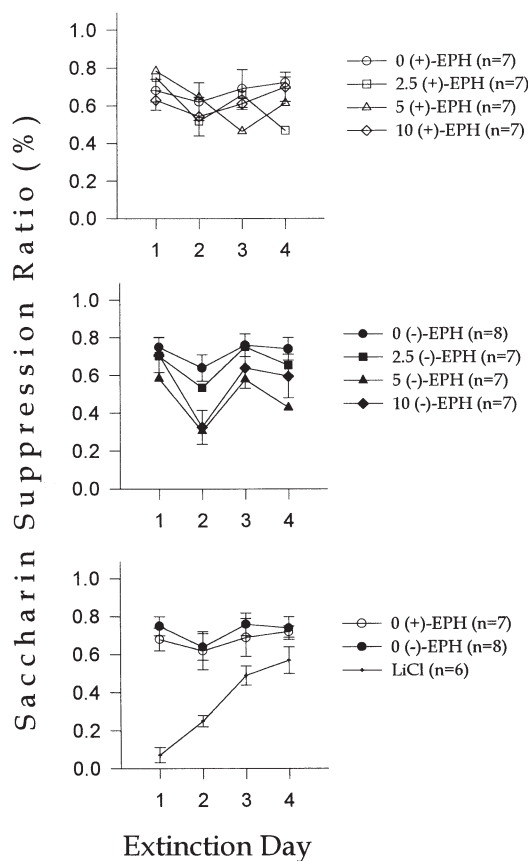 Saccharin Suppression Ratio (%)
1.0
0.8
0.6
0.4
0.2
0.0
1 2 3 4
0 (+)-EPH (n=7)
2.5 (+)-EPH (n=7)
5 (+)-EPH (n=7)
10 (+)-EPH (n=7)
1.0
0.8
0.6
0.4
0.2
0.0
1 2 3 4
0 (-)-EPH (n=8)
2.5 (-)-EPH (n=7)
5 (-)-EPH (n=7)
10 (-)-EPH (n=7)
1.0
0.8
0.6
0.4
0.2
0.0
1 2 3 4
0 (+)-EPH (n=7)
0 (-)-EPH (n=8)
LiCl (n=6)
Extinction Day